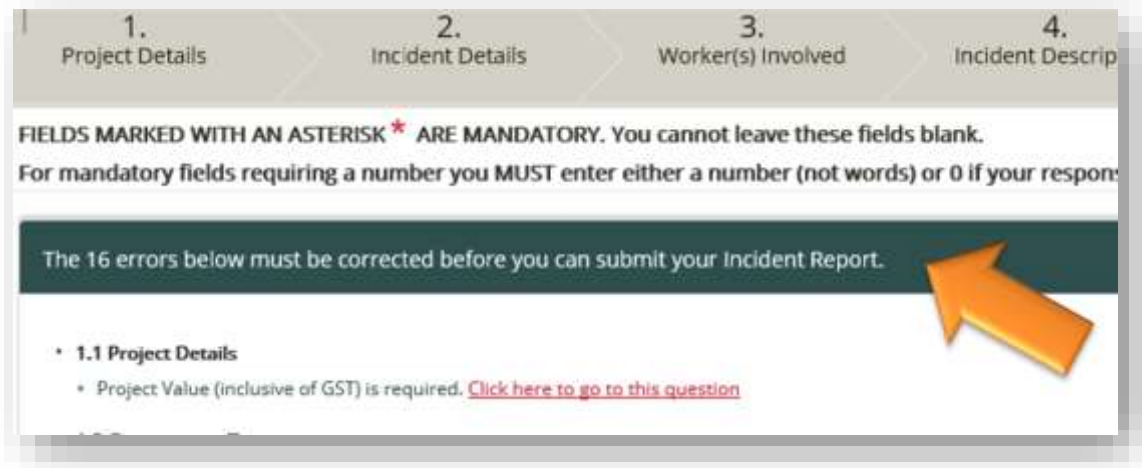 1.
Project Details
2.
Incident Details
3.
Worker(s) Involved
4.
Incident Descrip
FIELDS MARKED WITH AN ASTERISK * ARE MANDATORY. You cannot leave these fields blank.
For mandatory fields requiring a number you MUST enter either a number (not words) or 0 if your respons
The 16 errors below must be corrected before you can submit your Incident Report.
• 1.1 Project Details
• Project Value (inclusive of GST) is required. Click here to go to this question